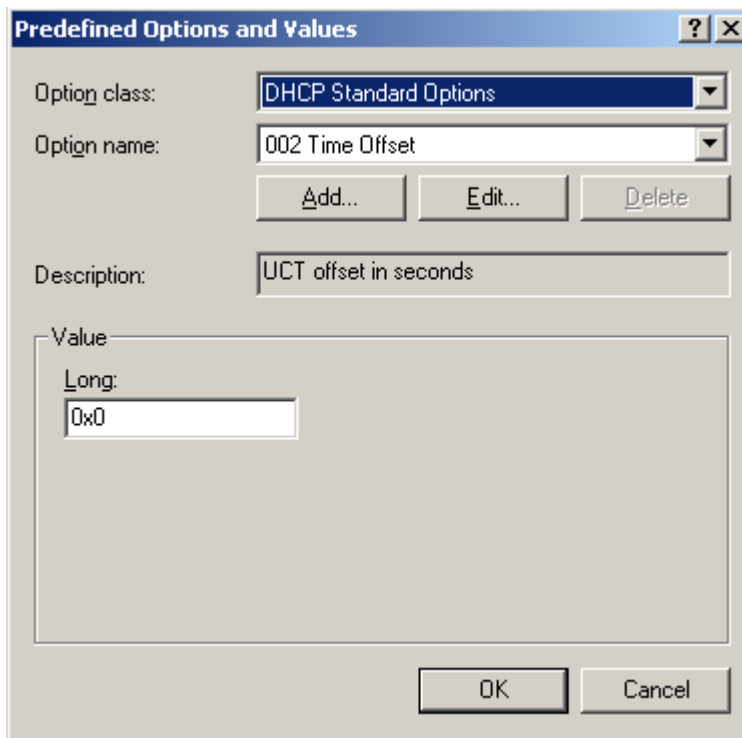 Predefined Options and Values
Option class:
DHCP Standard Options
Option name:
002 Time Offset
Add...
Edit...
Delete
Description:
UCT offset in seconds
Value
Long:
0x0
OK
Cancel